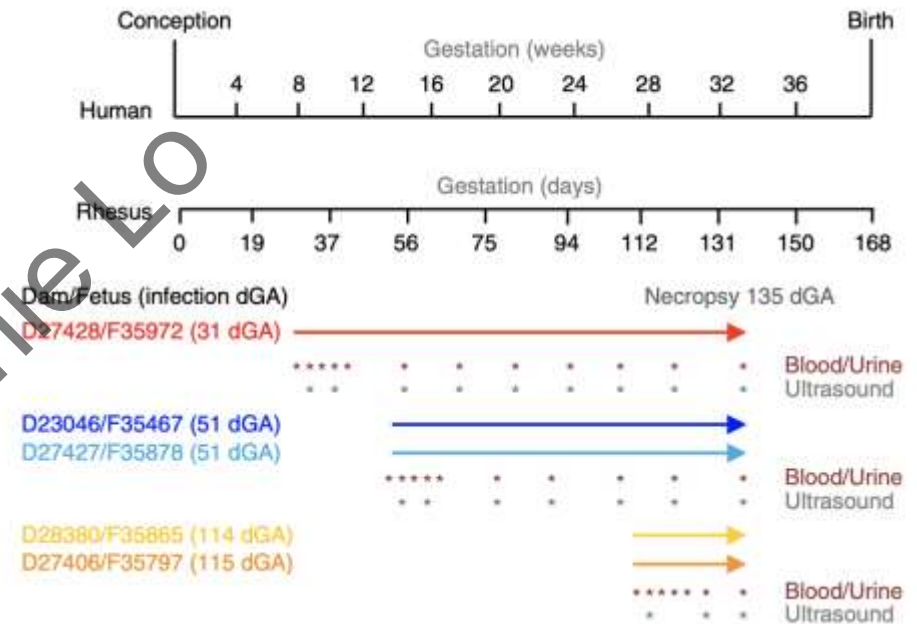 Conception Birth
Gestation (weeks)
4 8 12 16 20 24 28 32 36
Human
Gestation (days)
Rhesus
0 19 37 56 75 94 112 131 150 168
Dam/Fetus (infection dGA) Necropsy 135 dGA
D27428/F35972 (31 dGA)
Blood/Urine
Ultrasound
D23046/F35467 (51 dGA)
D27427/F35878 (51 dGA)
Blood/Urine
Ultrasound
D28380/F35865 (114 dGA)
D27406/F35797 (115 dGA)
Blood/Urine
Ultrasound